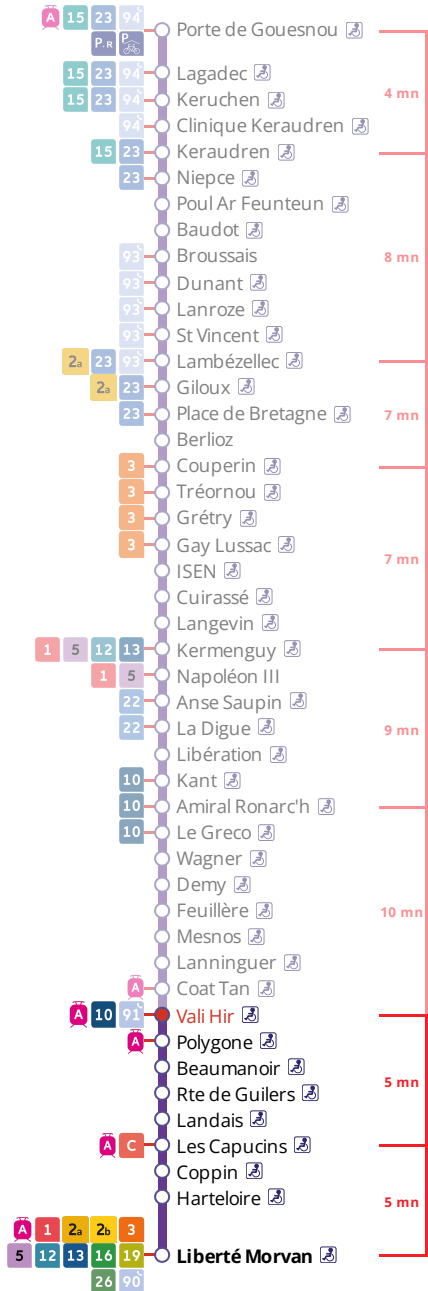 A 15 23 94 Porte de Gouesnou
P+R P
15 23 94 Lagadec
4 mn
15 23 94 Keruchen
94 Clinique Keraudren
15 23 Keraudren
23 Niepce
Poul Ar Feunteun
Baudot
93 Broussais
8 mn
93 Dunant
93 Lanroze
93 St Vincent
2a 23 93 Lambézellec
2a 23 Giloux
23 Place de Bretagne
7 mn
Berlioz
3 Couperin
3 Tréornou
3 Grétry
3 Gay Lussac
7 mn
ISEN
Cuirassé
Langevin
1 5 12 13 Kermenguy
1 5 Napoléon III
22 Anse Saupin
22 La Digue
9 mn
Libération
10 Kant
10 Amiral Ronarc'h
10 Le Greco
Wagner
Demy
Feuillère
10 mn
Mesnos
Lanninguer
A Coat Tan
A 10 91 Vali Hir
A Polygone
Beaumanoir
5 mn
Rte de Guilers
Landais
A C Les Capucins
Coppin
Harteloire
5 mn
A 1 2a 2b 3
5 12 13 16 19 Liberté Morvan
26 90